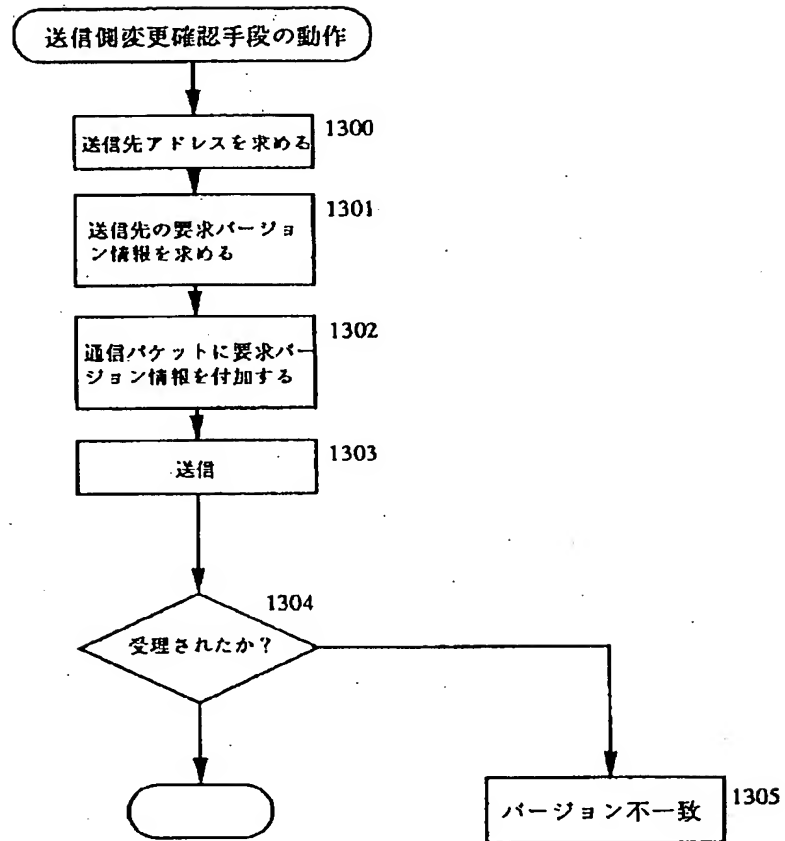 送信側変更確認手段の動作
1300
送信先アドレスを求める
1301
送信先の要求バージョ
ン情報を求める
1302
通信パケットに要求バー
ジョン情報を付加する
1303
送信
1304
受理されたか?
バージョン不一致
1305